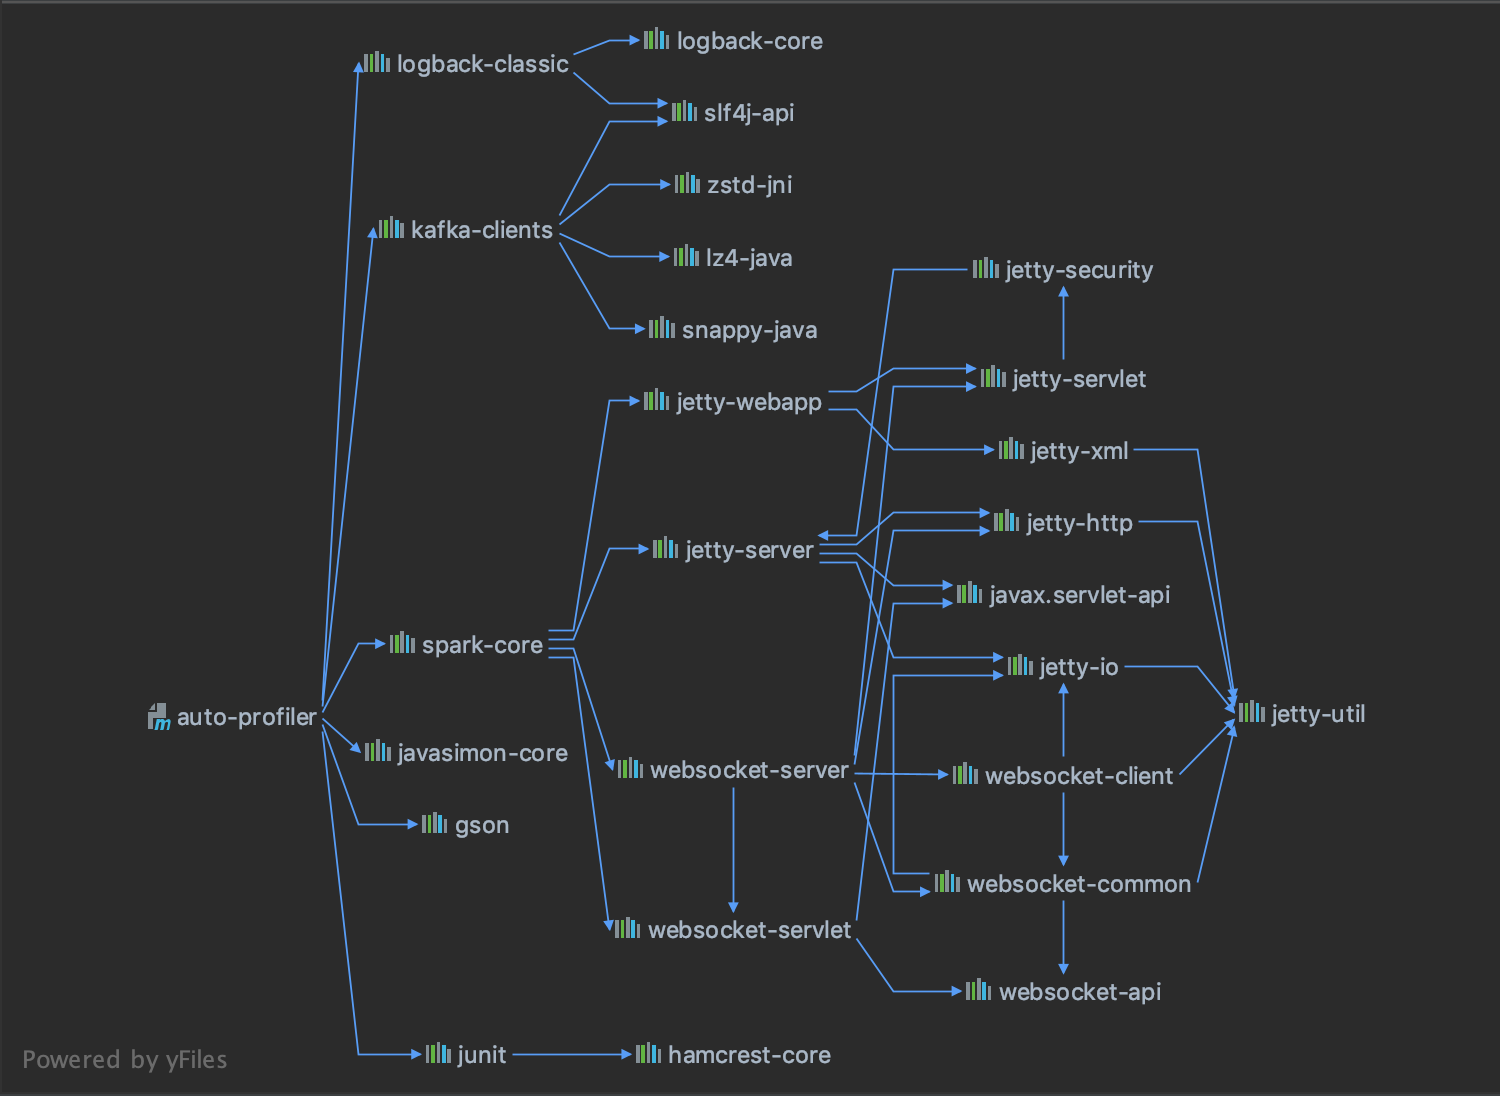 logback-core
logback-classic
slf4j-api
zstd-jni
kafka-clients
lz4-java
jetty-security
snappy-java
jetty-servlet
jetty-webapp
jetty-xml
jetty-http
jetty-server
javax.servlet-api
spark-core
jetty-io
auto-profiler
jetty-util
javasimon-core
websocket-server
websocket-client
gson
websocket-common
websocket-servlet
websocket-api
junit
hamcrest-core
Powered by yFiles